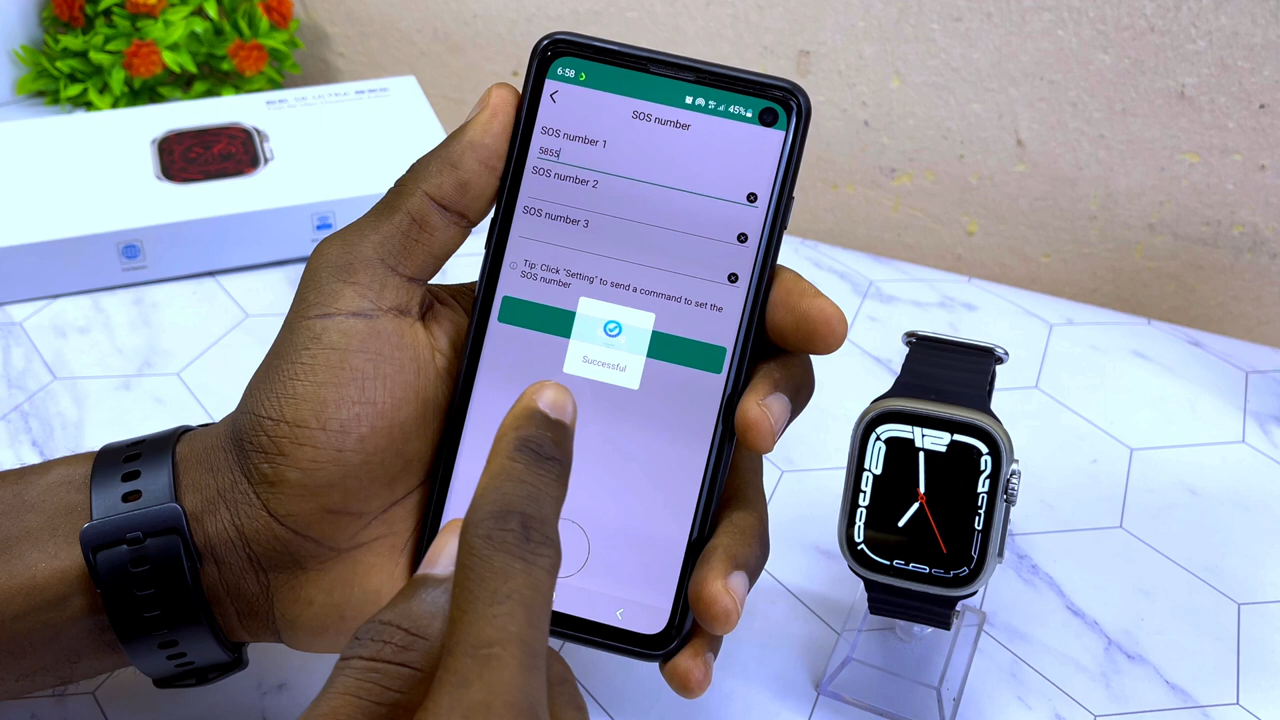 6:58
45%
SOS number
SOS number 1
5855
SOS number 2
SOS number 3
Tip: Click "Setting" to send a command to set the
SOS number
Successful
12